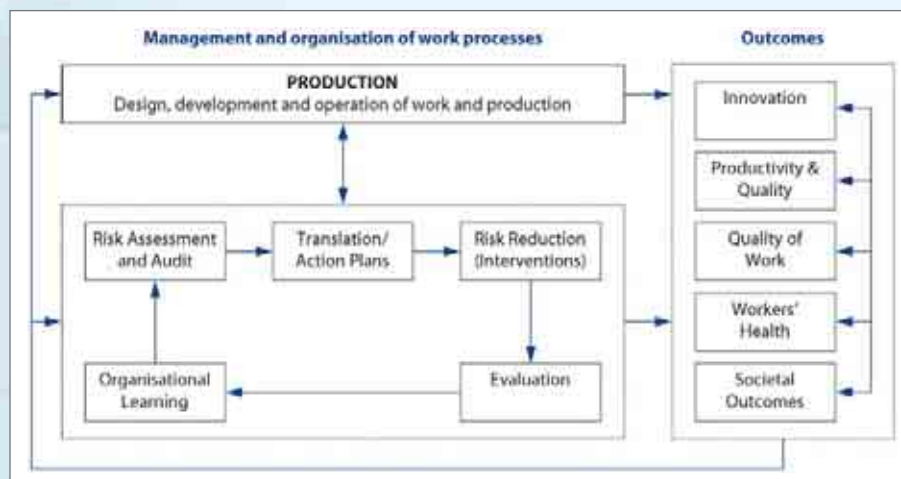 Management and organisation of work processes
Outcomes
PRODUCTION
Design, development and operation of work and production
Risk Assessment
and Audit
Translation/
Action Plans
Risk Reduction
(Interventions)
Organisational
Learning
Evaluation
Innovation
Productivity &
Quality
Quality of
Work
Workers'
Health
Societal
Outcomes